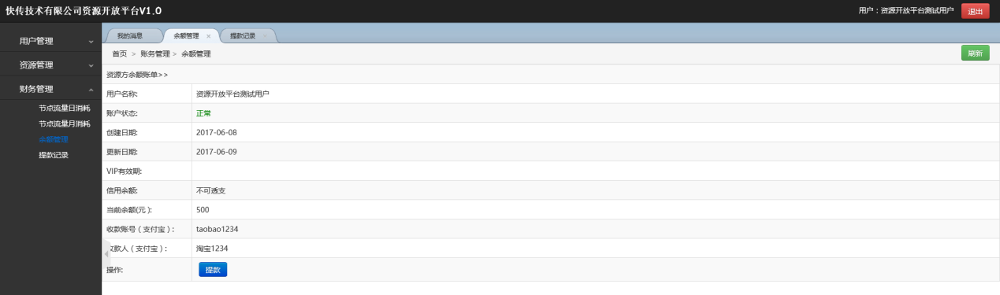 快传技术有限公司资源开放平台V1.0
用户：资源开放平台测试用户 退出
用户管理
资源管理
财务管理
节点流量日消耗
节点流量月消耗
余额管理
提款记录
我的消息 余额管理 × 提款记录
首页 > 账务管理 > 余额管理 刷新
资源方余额账单>>
用户名称: 资源开放平台测试用户
账户状态: 正常
创建日期: 2017-06-08
更新日期: 2017-06-09
VIP有效期:
信用余额: 不可透支
当前余额(元): 500
收款账号（支付宝）: taobao1234
收款人（支付宝）: 淘宝1234
操作: 提款